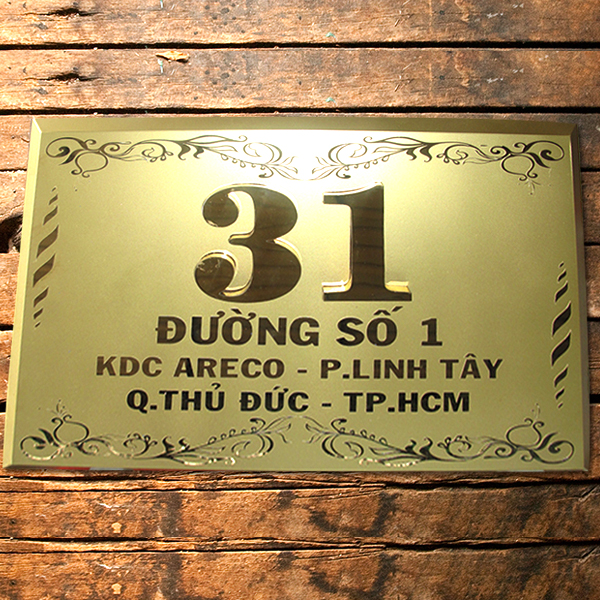 31
ĐƯỜNG SỐ 1
KDC ARECO - P.LINH TÂY
Q.THỦ ĐỨC - TP.HCM